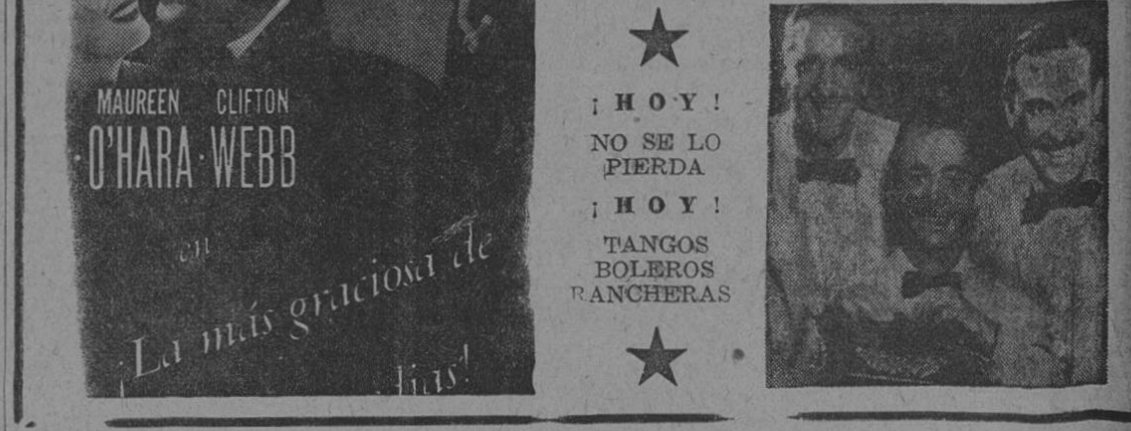 MAUREEN CLIFTON
O'HARA · WEBB
en
¡La más graciosa de
¡HOY!
NO SE LO
PIERDA
¡HOY!
TANGOS
BOLEROS
RANCHERAS